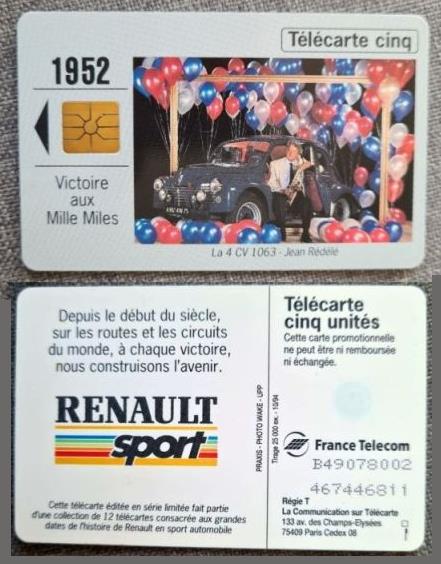 Télécarte cinq
1952
Victoire
aux
Mille Miles
La 4 CV 1063 - Jean Rédélé
Depuis le début du siècle,
sur les routes et les circuits
du monde, à chaque victoire,
nous construisons l'avenir.
RENAULT
sport
Cette télécarte éditée en série limitée fait partie
d'une collection de 12 télécartes consacrée aux grandes
dates de l'histoire de Renault en sport automobile
PRAXIS - PHOTO WAKE - UPP
Tirage 25 000 ex. - 10/94
Télécarte
cinq unités
Cette carte promotionnelle
ne peut être ni remboursée
ni échangée.
France Telecom
B49078002
467446811
Régie T
La Communication sur Télécarte
133 av. des Champs-Elysées
75409 Paris Cedex 08